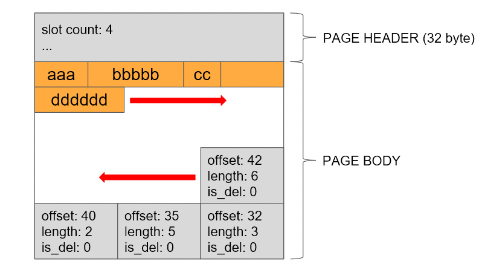 slot count: 4
...
PAGE HEADER (32 byte)
aaa bbbbb cc
dddddd
PAGE BODY
offset: 42
length: 6
is_del: 0
offset: 40
length: 2
is_del: 0
offset: 35
length: 5
is_del: 0
offset: 32
length: 3
is_del: 0